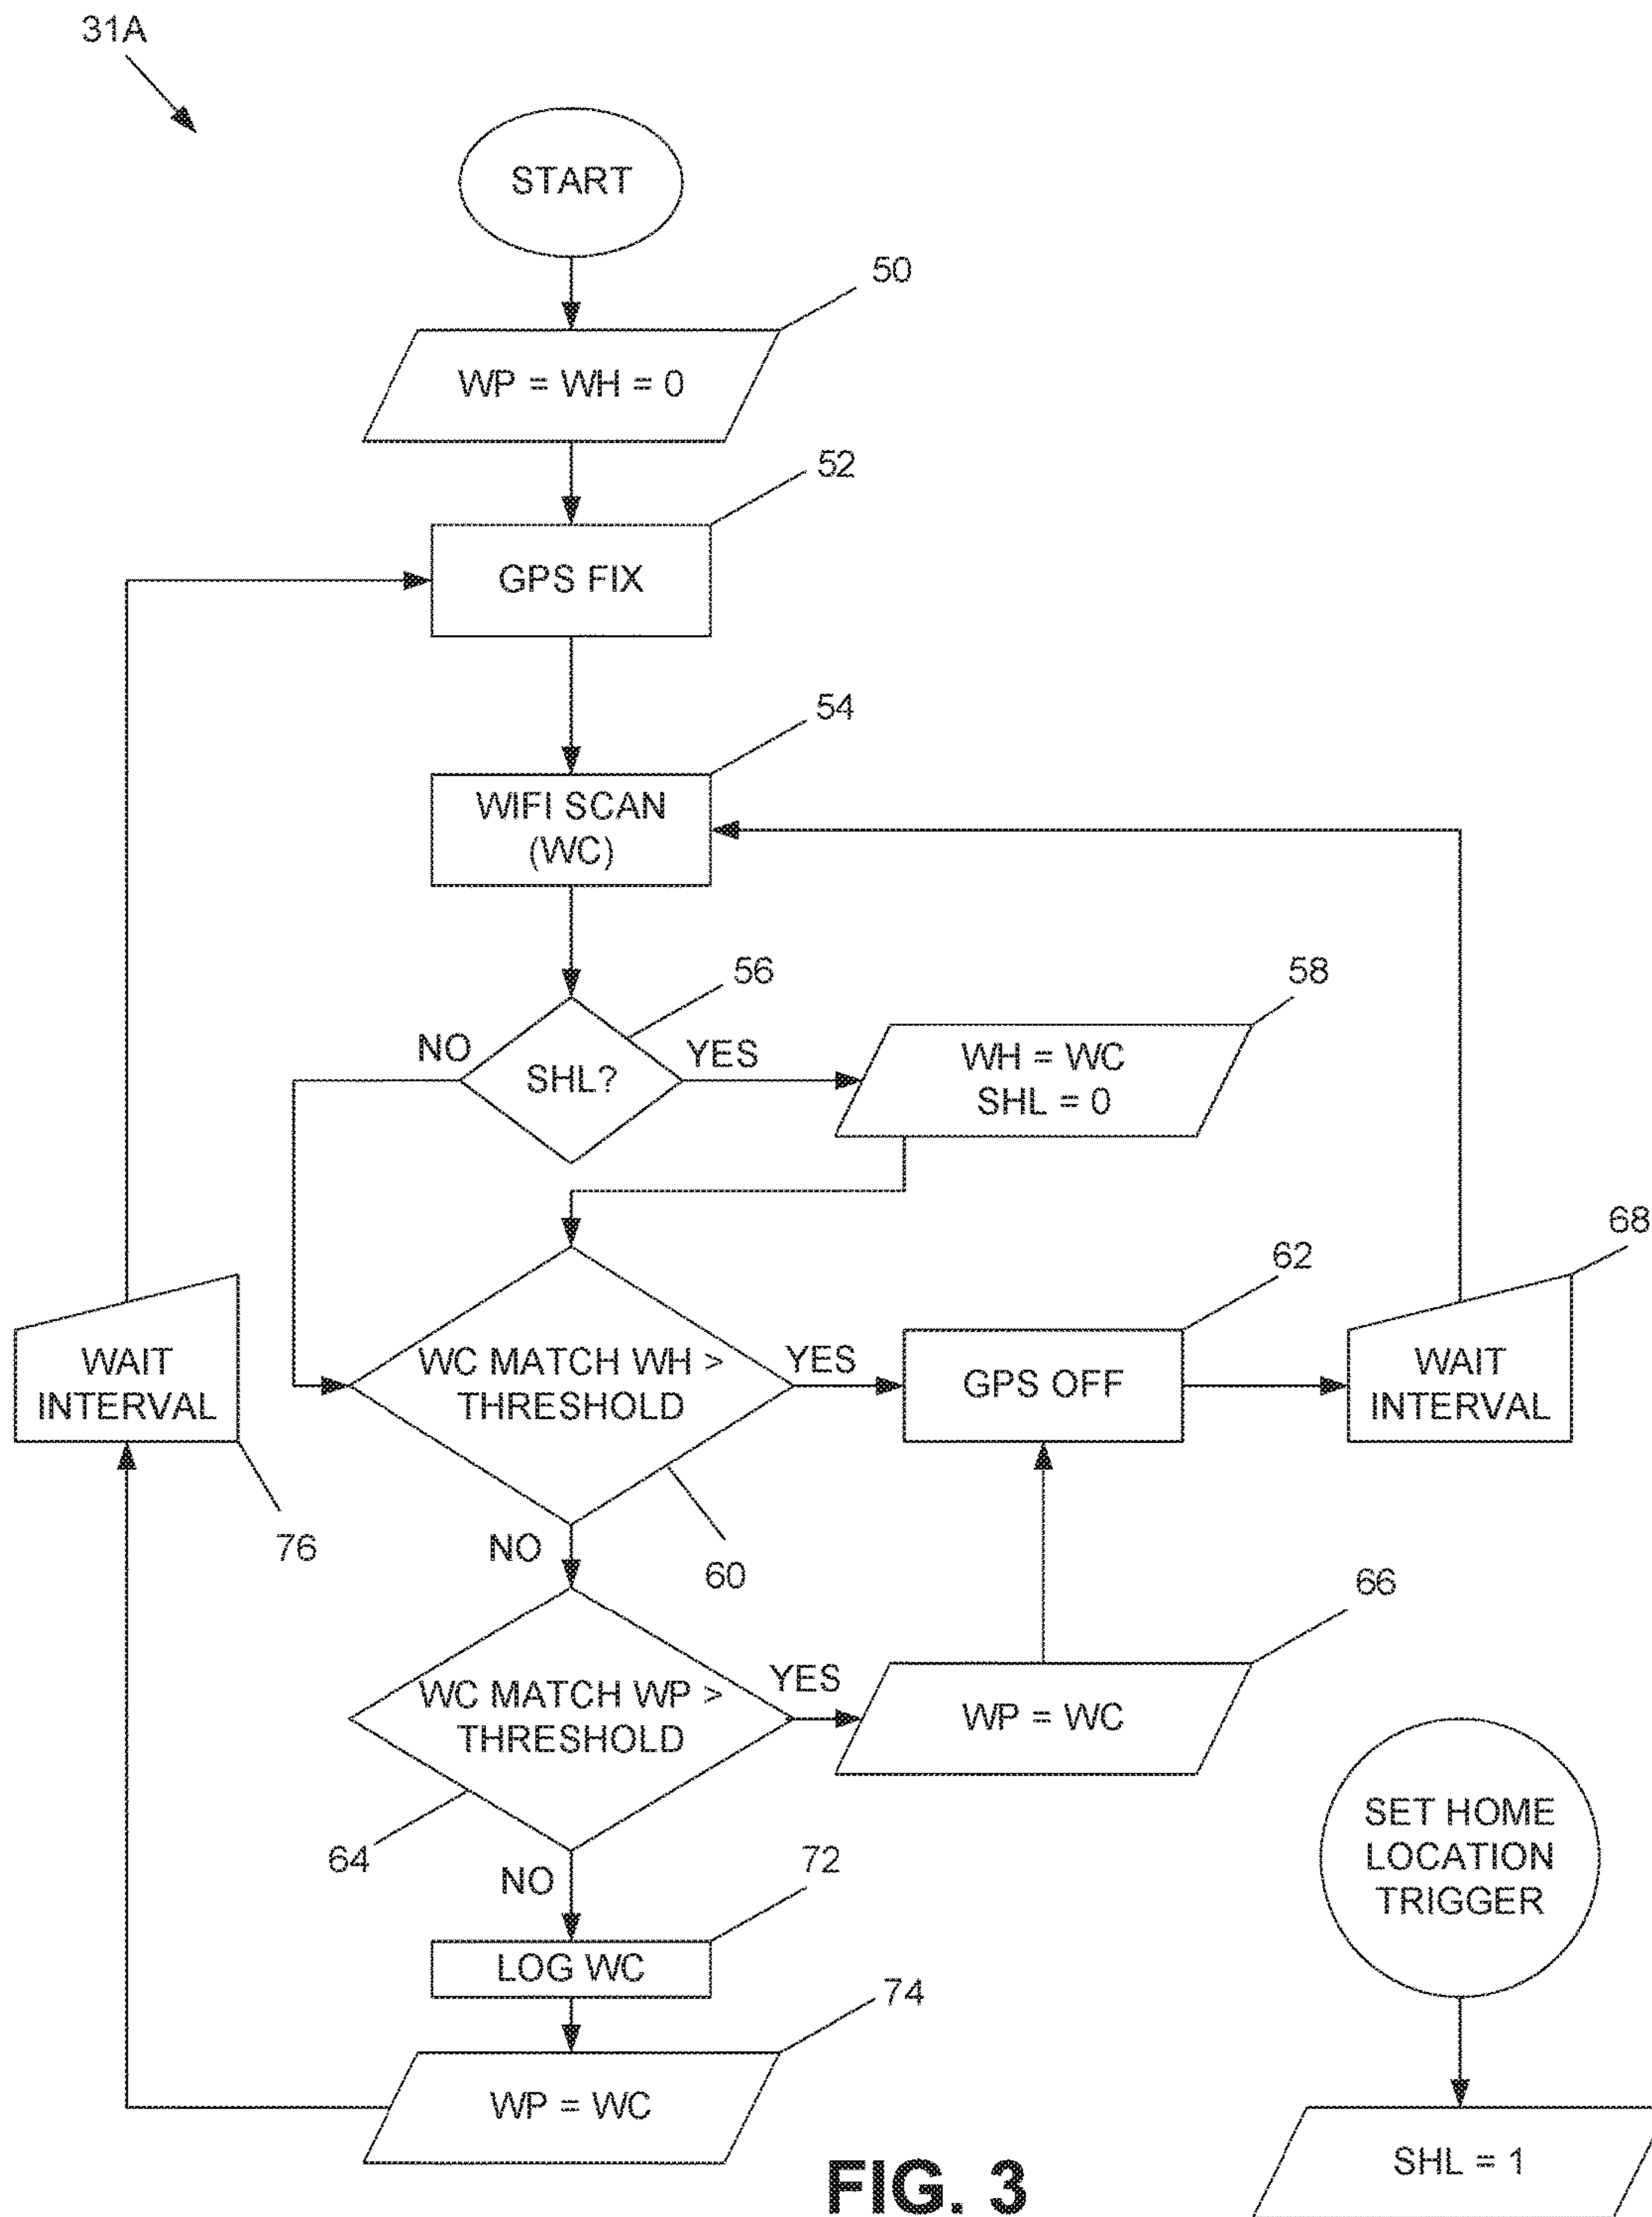 31A
START
50
WP = WH = 0
52
GPS FIX
54
WIFI SCAN
(WC)
56
58
NO
YES
SHL?
WH = WC
SHL = 0
68
62
WAIT
INTERVAL
76
WC MATCH WH >
THRESHOLD
YES
60
NO
GPS OFF
WAIT
INTERVAL
66
WC MATCH WP >
THRESHOLD
YES
64
NO
WP = WC
72
LOG WC
74
WP = WC
SET HOME
LOCATION
TRIGGER
SHL = 1
FIG. 3